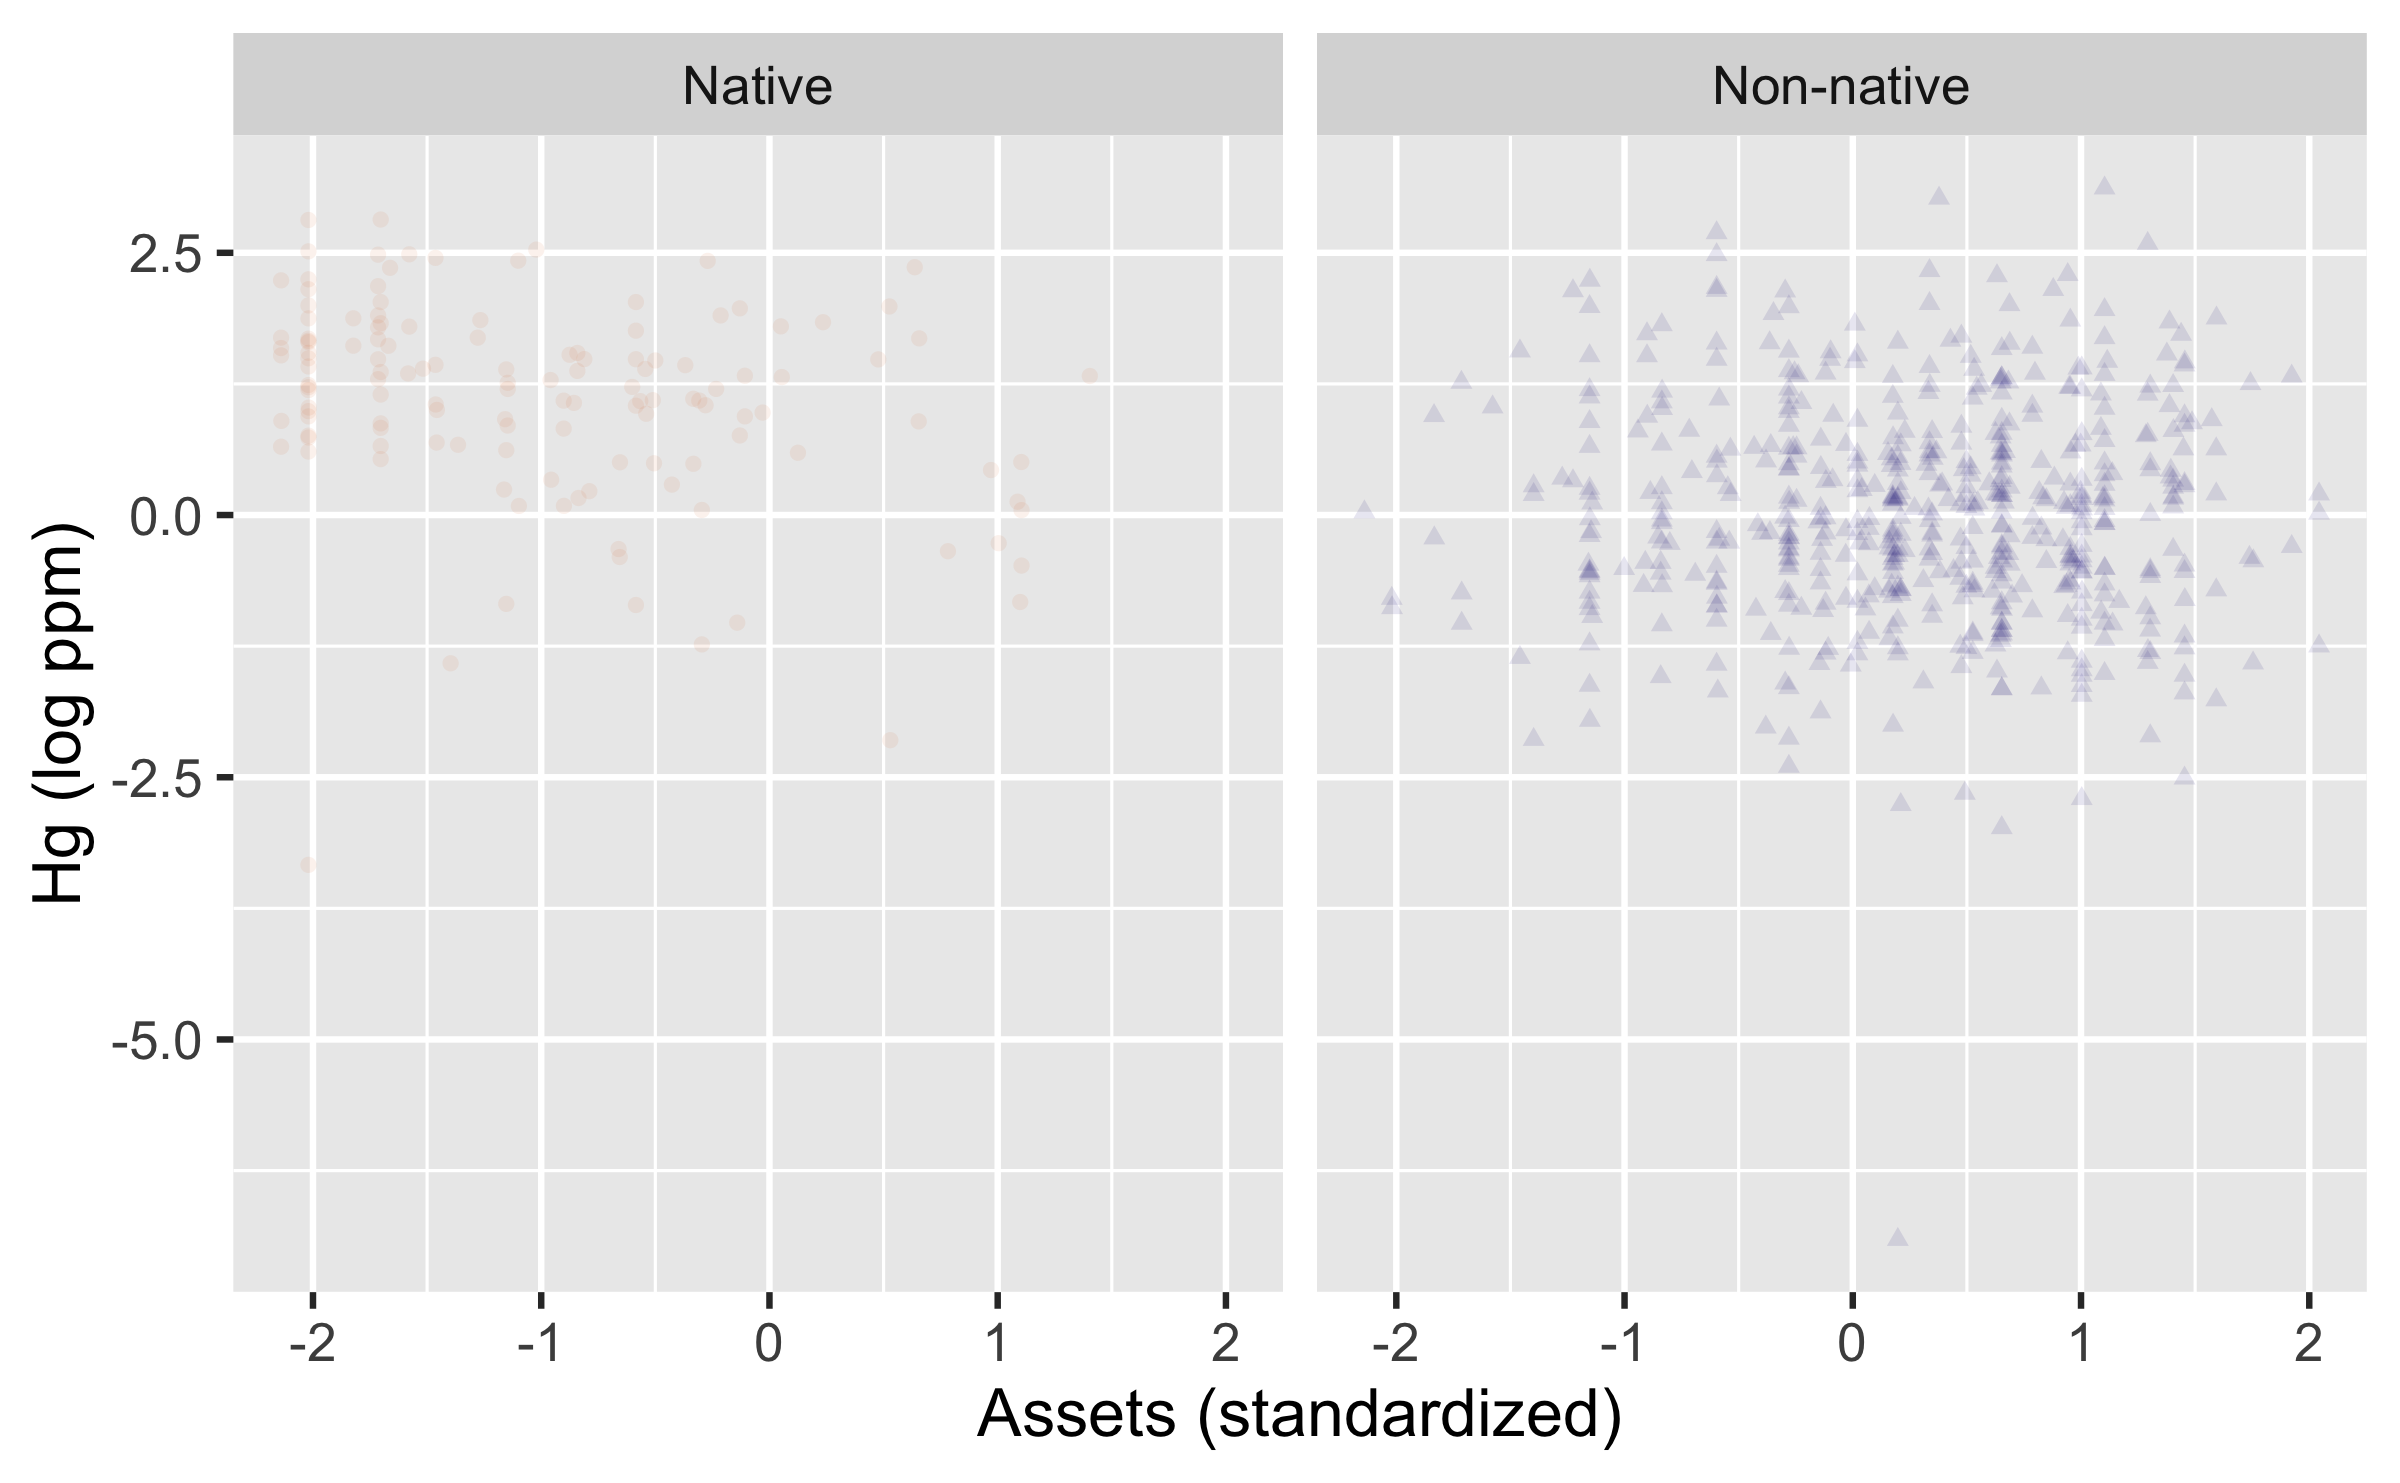 Native
Non-native
2.5
0.0
-2.5
-5.0
Hg (log ppm)
-2 -1 0 1 2
-2 -1 0 1 2
Assets (standardized)